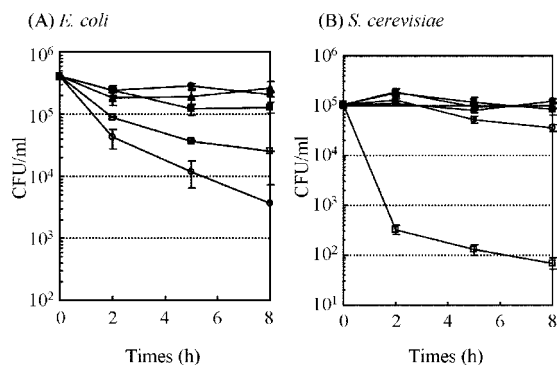 (A) E. coli
10⁶
10⁵
10⁴
10³
10²
CFU/ml
0 2 4 6 8
Times (h)
(B) S. cerevisiae
10⁶
10⁵
10⁴
10³
10²
10¹
CFU/ml
0 2 4 6 8
Times (h)